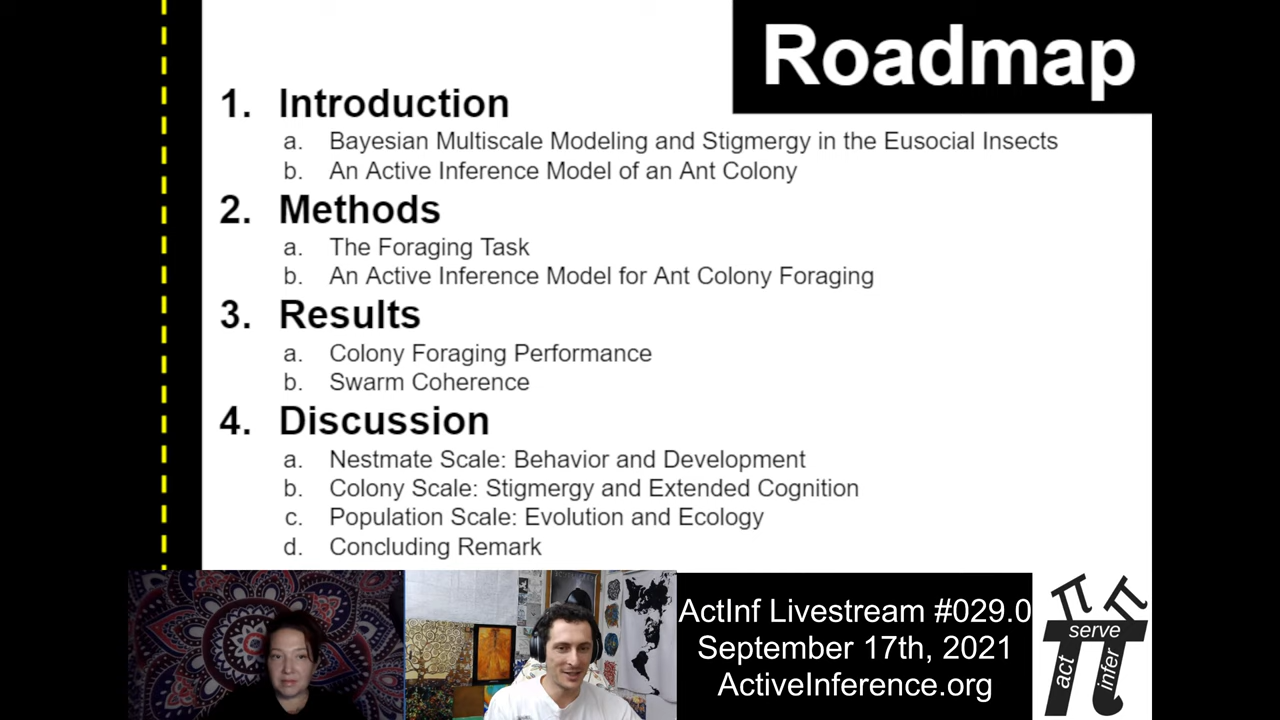 Roadmap
1. Introduction
a. Bayesian Multiscale Modeling and Stigmergy in the Eusocial Insects
b. An Active Inference Model of an Ant Colony
2. Methods
a. The Foraging Task
b. An Active Inference Model for Ant Colony Foraging
3. Results
a. Colony Foraging Performance
b. Swarm Coherence
4. Discussion
a. Nestmate Scale: Behavior and Development
b. Colony Scale: Stigmergy and Extended Cognition
c. Population Scale: Evolution and Ecology
d. Concluding Remark
ActInf Livestream #029.0
September 17th, 2021
ActiveInference.org
serve
act
infer